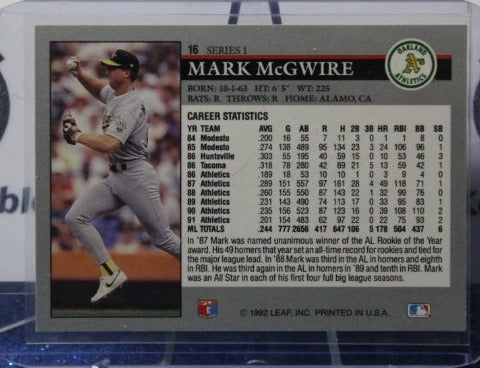 16 SERIES 1
MARK McGWIRE
OAKLAND
A's
ATHLETICS
BORN: 10-1-63 HT: 6' 5" WT: 225
BATS: R THROWS: R HOME: ALAMO, CA
CAREER STATISTICS
YR TEAM AVG G AB R H 2B 3B HR RBI BB SB
84 Modesto .200 16 55 7 11 3 0 1 1 8 0
85 Modesto .274 138 489 95 134 23 3 24 106 96 1
86 Huntsville .303 55 195 40 59 15 0 10 53 46 3
86 Tacoma .318 78 280 42 89 21 5 13 59 42 1
86 Athletics .189 18 53 10 10 1 0 3 9 4 0
87 Athletics .289 151 557 97 161 28 4 49 118 71 1
88 Athletics .260 155 550 87 143 22 1 32 99 76 0
89 Athletics .231 143 490 74 113 17 0 33 95 83 1
90 Athletics .235 156 523 87 123 16 0 39 108 110 2
91 Athletics .201 154 483 62 97 22 0 22 75 93 2
ML TOTALS .244 777 2656 417 647 106 5 178 504 437 6
In '87 Mark was named unanimous winner of the AL Rookie of the Year
award. His 49 homers that year set an all-time record for rookies and tied for
the major league lead. In '88 Mark was third in the AL in homers and eighth
in RBI. He was third again in the AL in homers in '89 and tenth in RBI. Mark
was an All Star in each of his first four full big league seasons.
© 1992 LEAF, INC. PRINTED IN U.S.A.